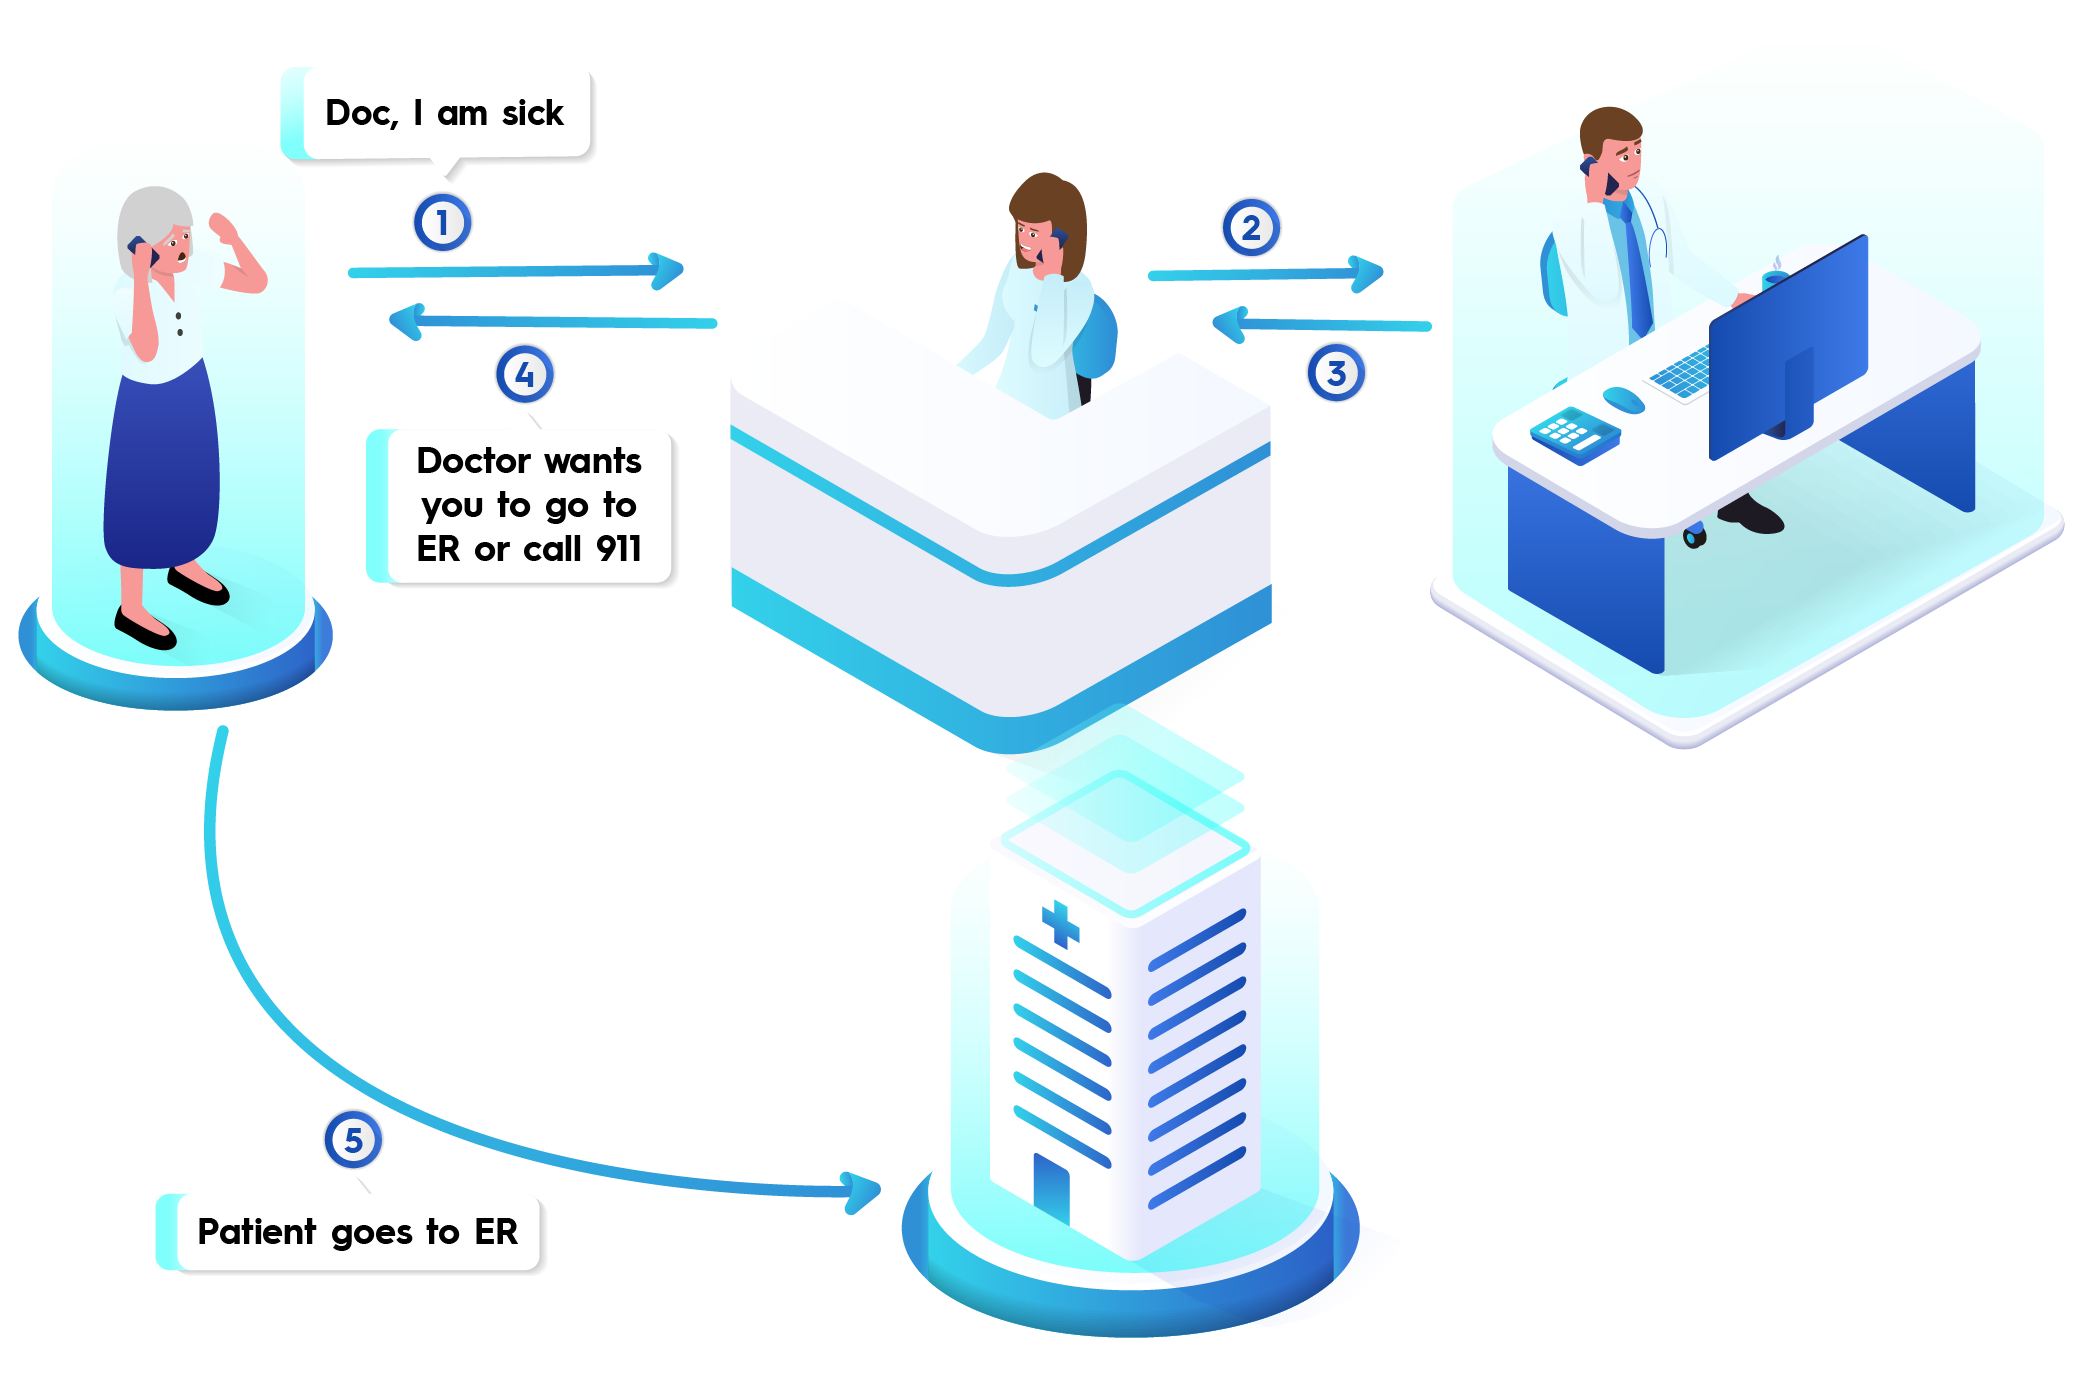 Doc, I am sick
1
2
4
3
Doctor wants
you to go to
ER or call 911
5
Patient goes to ER